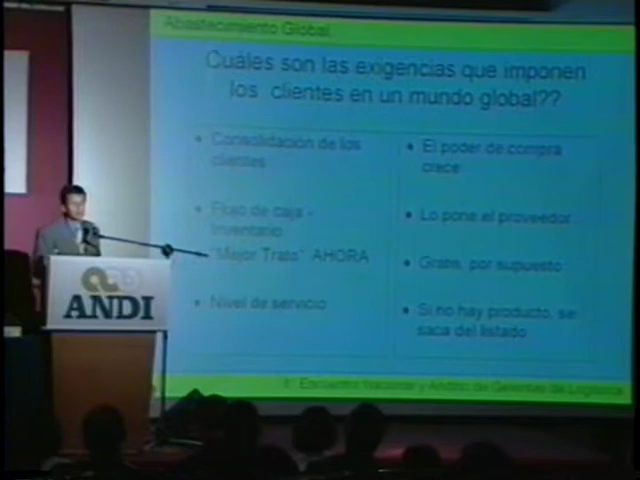 Abastecimiento Global
Cuáles son las exigencias que imponen
los clientes en un mundo global??
• Consolidación de los
clientes
• Flujo de caja -
Inventario
• "Mejor Trato" AHORA
• Nivel de servicio
• El poder de compra
crece
• Lo pone el proveedor
• Gratis, por supuesto
• Si no hay producto, se
saca del listado
Encuentro Nacional y Andino de Gerentes de Logística
ANDI